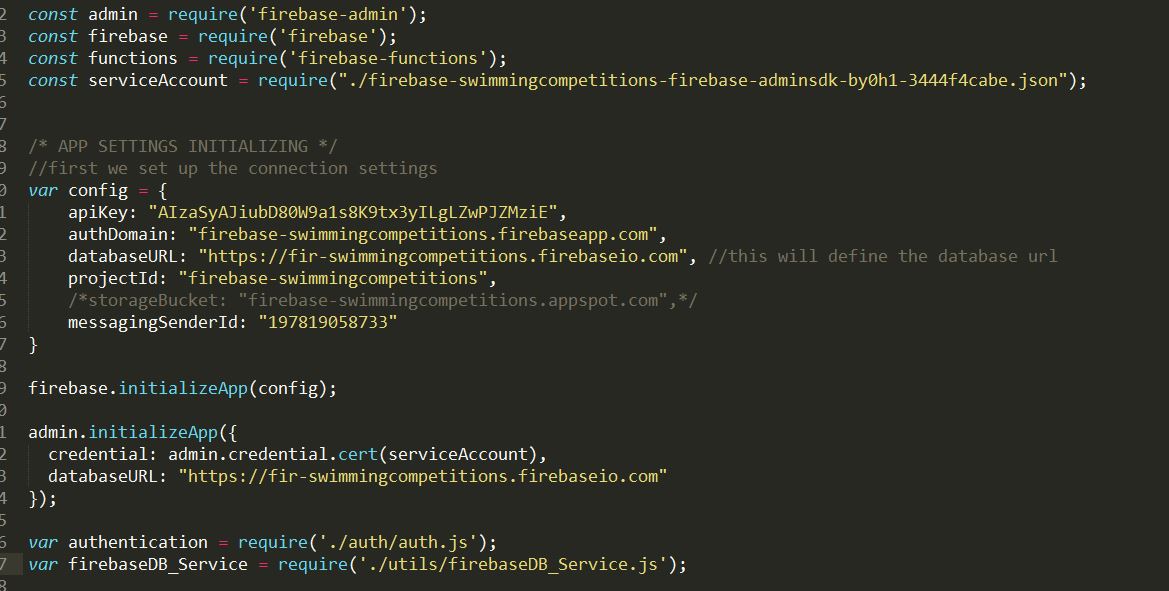 2 const admin = require('firebase-admin');
3 const firebase = require('firebase');
4 const functions = require('firebase-functions');
5 const serviceAccount = require("./firebase-swimmingcompetitions-firebase-adminsdk-by0h1-3444f4cabe.json");
6
7
8 /* APP SETTINGS INITIALIZING */
9 //first we set up the connection settings
0 var config = {
1 apiKey: "AIzaSyAJiubD80W9a1s8K9tx3yILgLZwPJZMziE",
2 authDomain: "firebase-swimmingcompetitions.firebaseapp.com",
3 databaseURL: "https://fir-swimmingcompetitions.firebaseio.com", //this will define the database url
4 projectId: "firebase-swimmingcompetitions",
5 /*storageBucket: "firebase-swimmingcompetitions.appspot.com",*/
6 messagingSenderId: "197819058733"
7 }
8
9 firebase.initializeApp(config);
0
1 admin.initializeApp({
2 credential: admin.credential.cert(serviceAccount),
3 databaseURL: "https://fir-swimmingcompetitions.firebaseio.com"
4 });
5
6 var authentication = require('./auth/auth.js');
7 var firebaseDB_Service = require('./utils/firebaseDB_Service.js');
8